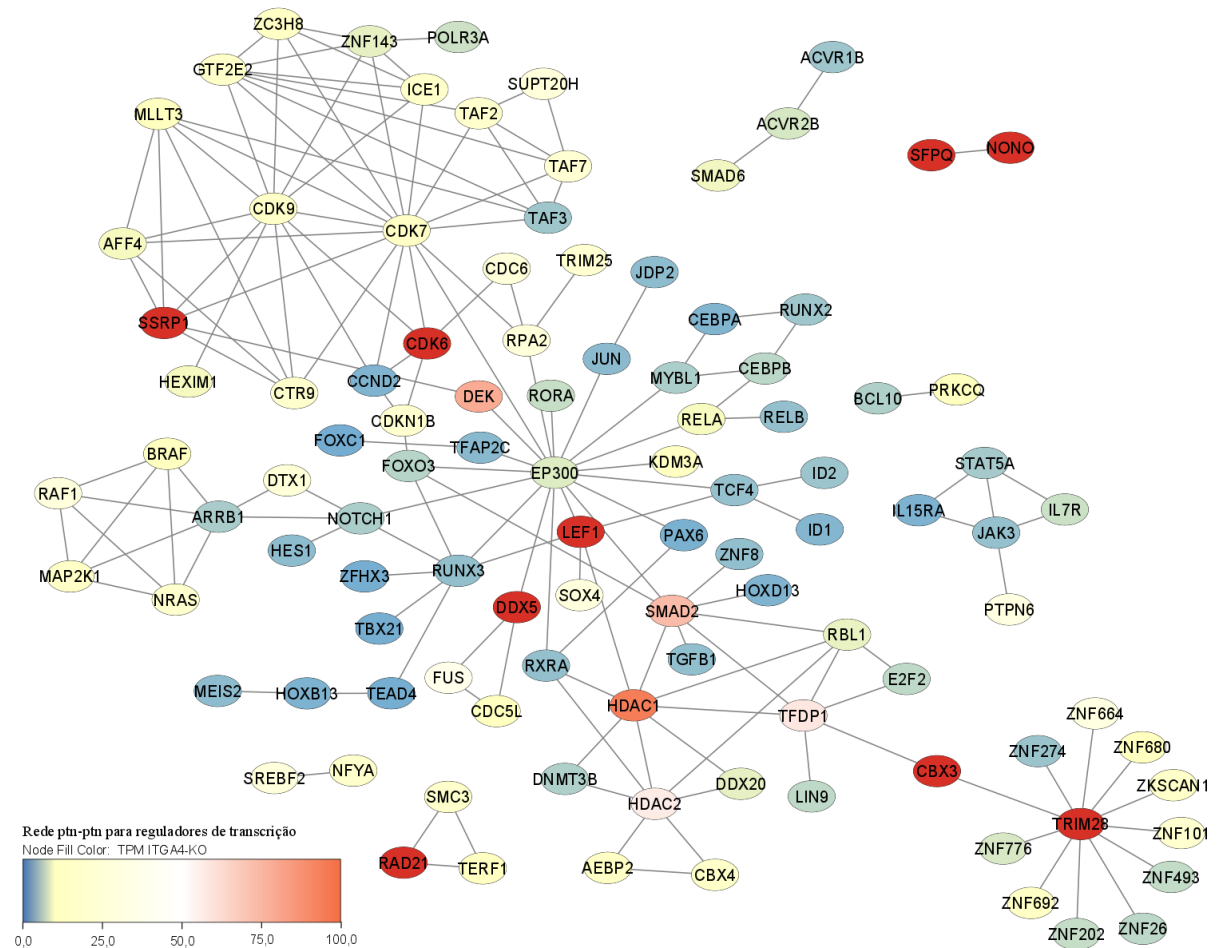 ZC3H8
ZNF143
POLR3A
GTF2E2
ICE1
SUPT20H
MLLT3
TAF2
TAF7
CDK9
CDK7
TAF3
AFF4
SSRP1
CDC6
TRIM25
CDK6
RPA2
HEXIM1
CTR9
CCND2
DEK
CDKN1B
RORA
ACVR1B
ACVR2B
SMAD6
SFPQ
NONO
JDP2
JUN
CEBPA
RUNX2
MYBL1
CEBPB
RELA
RELB
KDM3A
BCL10
PRKCQ
FOXC1
TFAP2C
FOXO3
EP300
TCF4
ID2
ID1
STAT5A
IL15RA
JAK3
IL7R
PTPN6
BRAF
RAF1
DTX1
ARRB1
NOTCH1
HES1
MAP2K1
NRAS
LEF1
PAX6
ZNF8
HOXD13
RUNX3
ZFHX3
TBX21
SOX4
DDX5
SMAD2
TGFB1
RBL1
RXRA
FUS
CDC5L
E2F2
MEIS2
HOXB13
TEAD4
HDAC1
TFDP1
CBX3
DNMT3B
HDAC2
DDX20
LIN9
AEBP2
CBX4
SREBF2
NFYA
SMC3
RAD21
TERF1
ZNF664
ZNF274
ZNF680
ZKSCAN1
TRIM28
ZNF101
ZNF776
ZNF493
ZNF692
ZNF202
ZNF26
Rede ptn-ptn para reguladores de transcrição
Node Fill Color: TPM ITGA4-KO
0,0 25,0 50,0 75,0 100,0